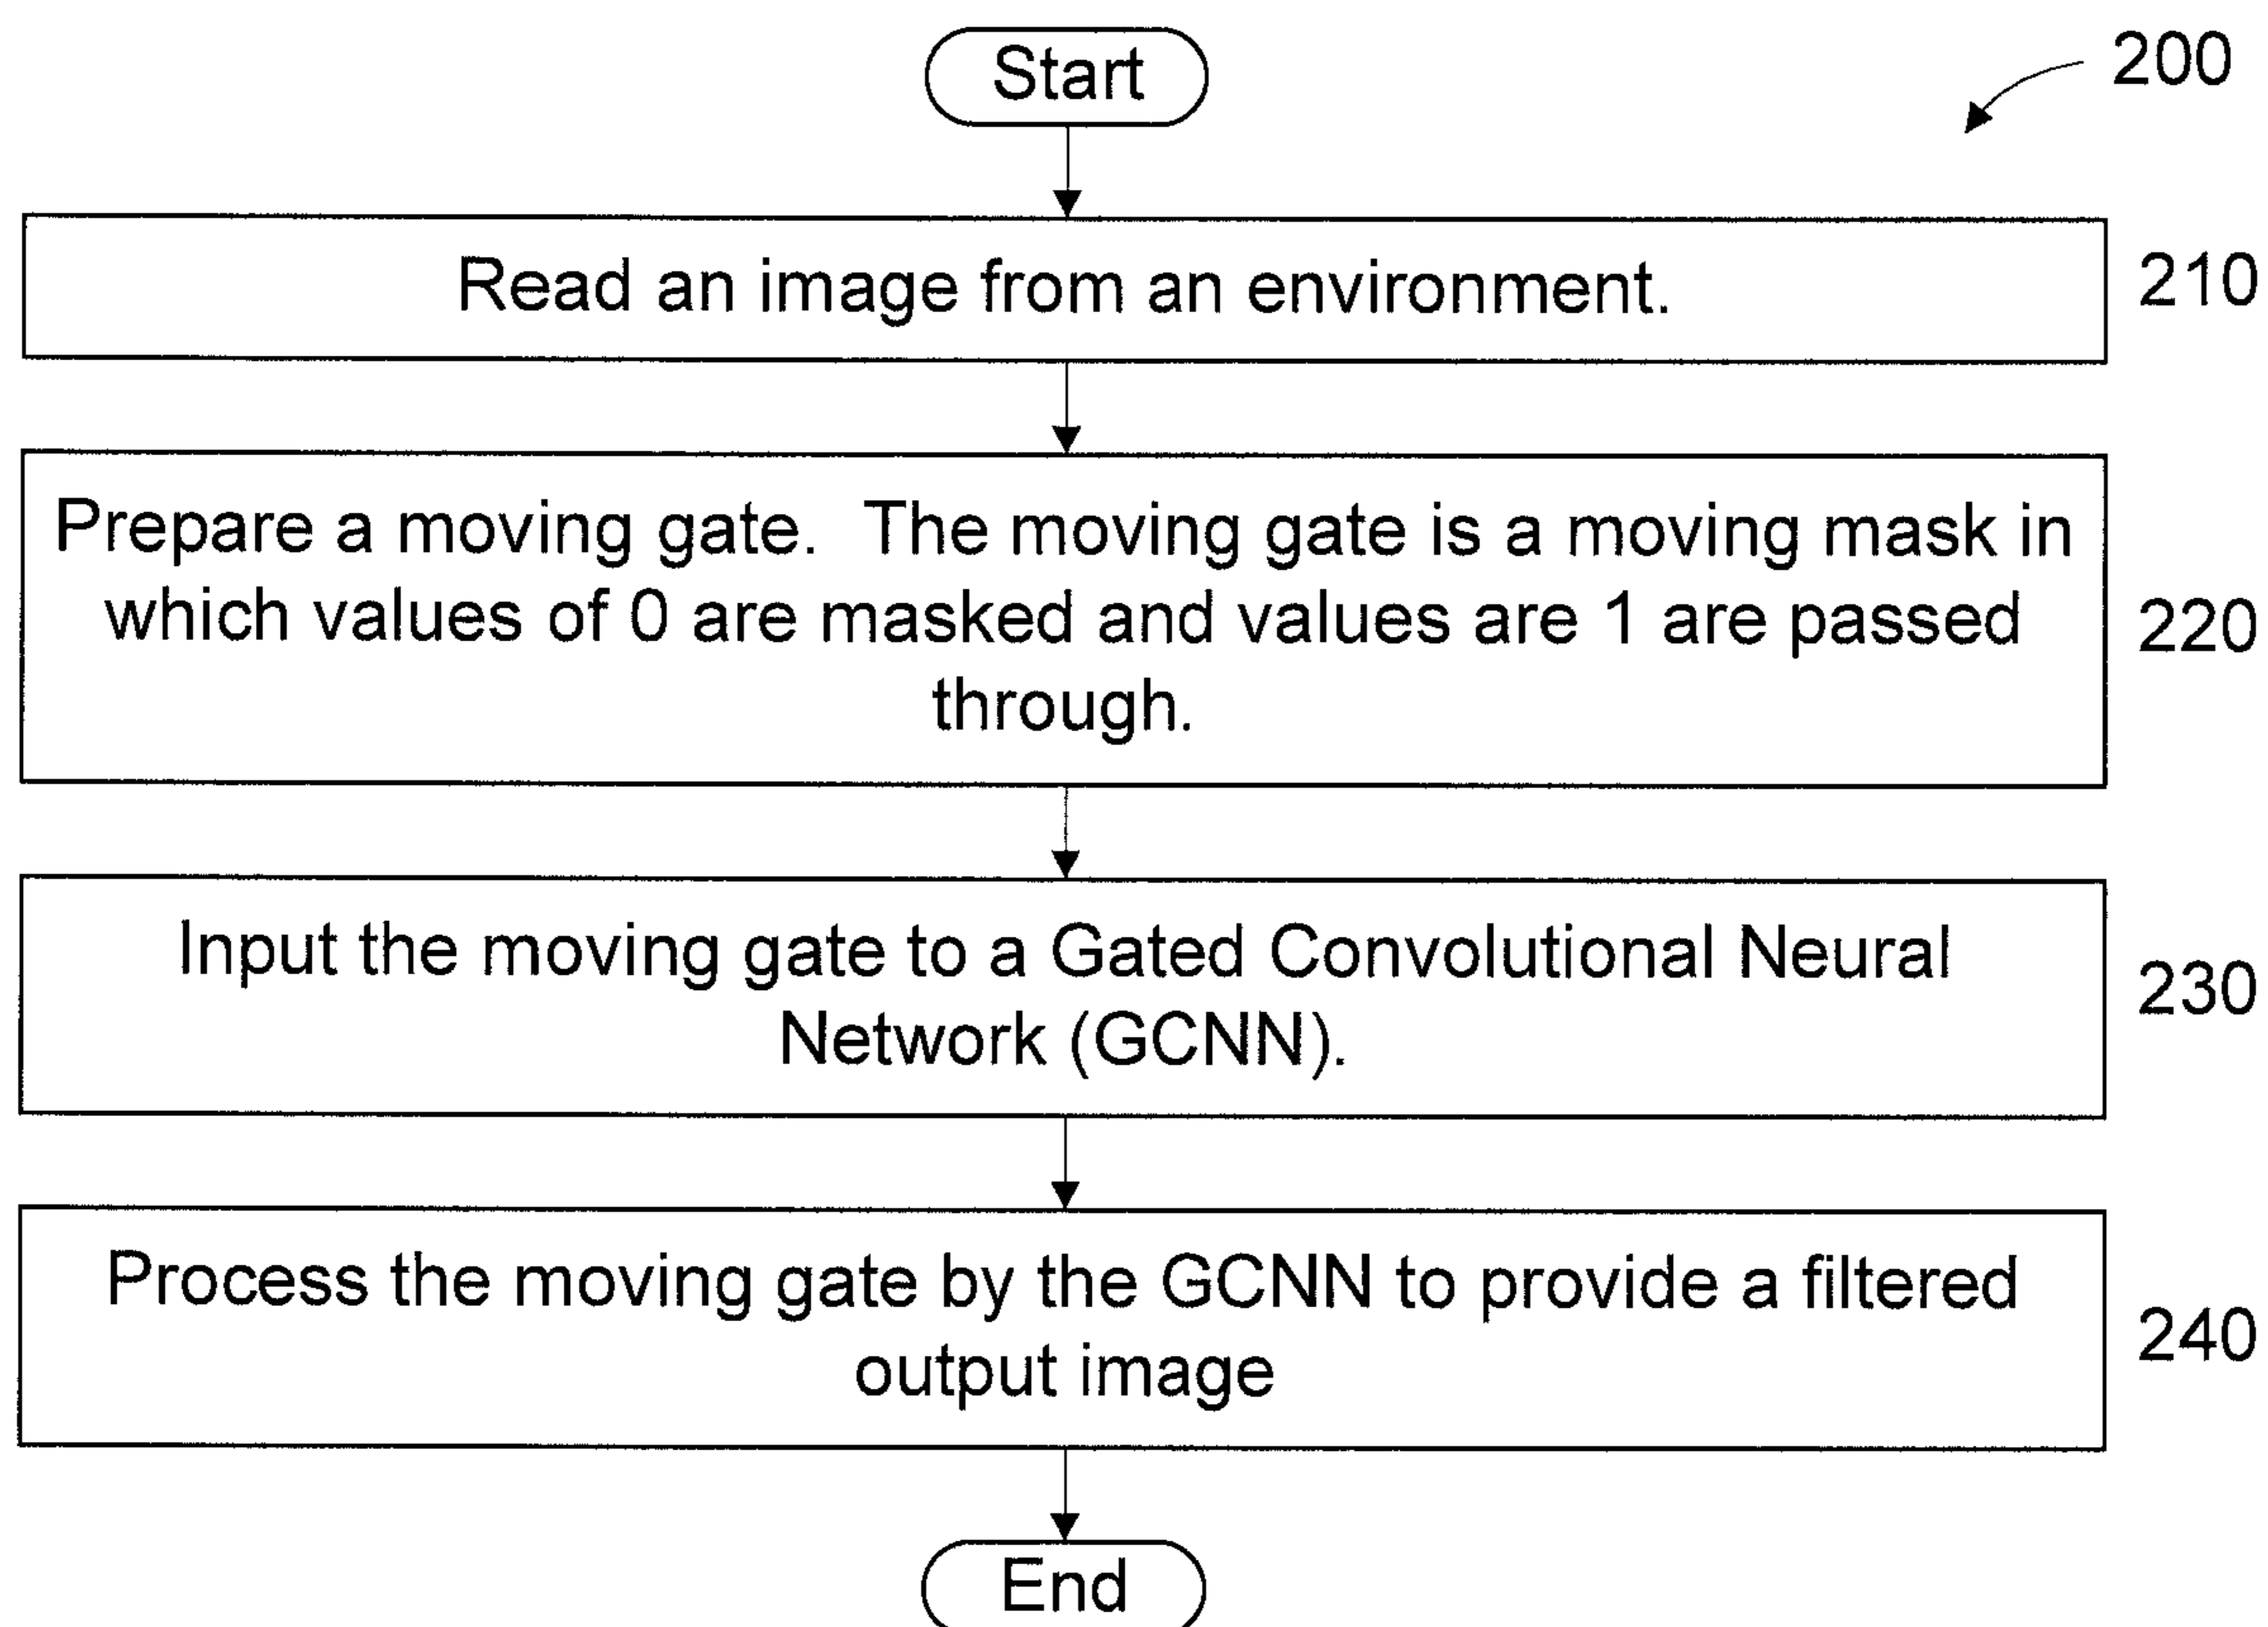 Start
200
Read an image from an environment.
210
Prepare a moving gate. The moving gate is a moving mask in
which values of 0 are masked and values are 1 are passed
through.
220
Input the moving gate to a Gated Convolutional Neural
Network (GCNN).
230
Process the moving gate by the GCNN to provide a filtered
output image
240
End